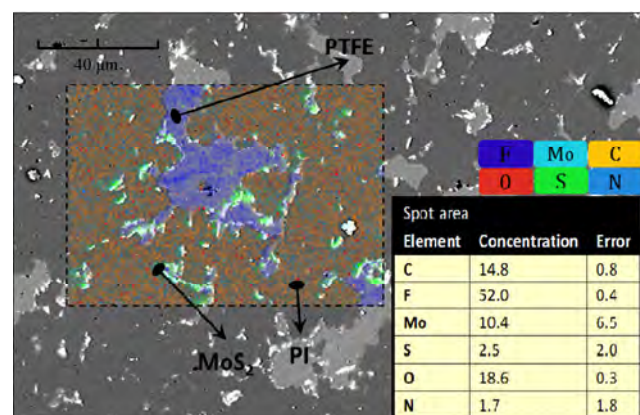 PTFE
40 μm.
F Mo C
O S N
Spot area
Element Concentration Error
C 14.8 0.8
F 52.0 0.4
Mo 10.4 6.5
S 2.5 2.0
O 18.6 0.3
N 1.7 1.8
.MoS₂
PI